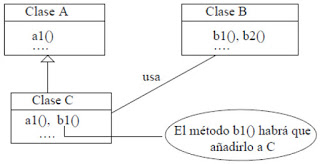 Clase A
a1()
....
Clase B
b1(), b2()
....
usa
Clase C
a1(), b1()
....
El método b1() habrá que
añadirlo a C